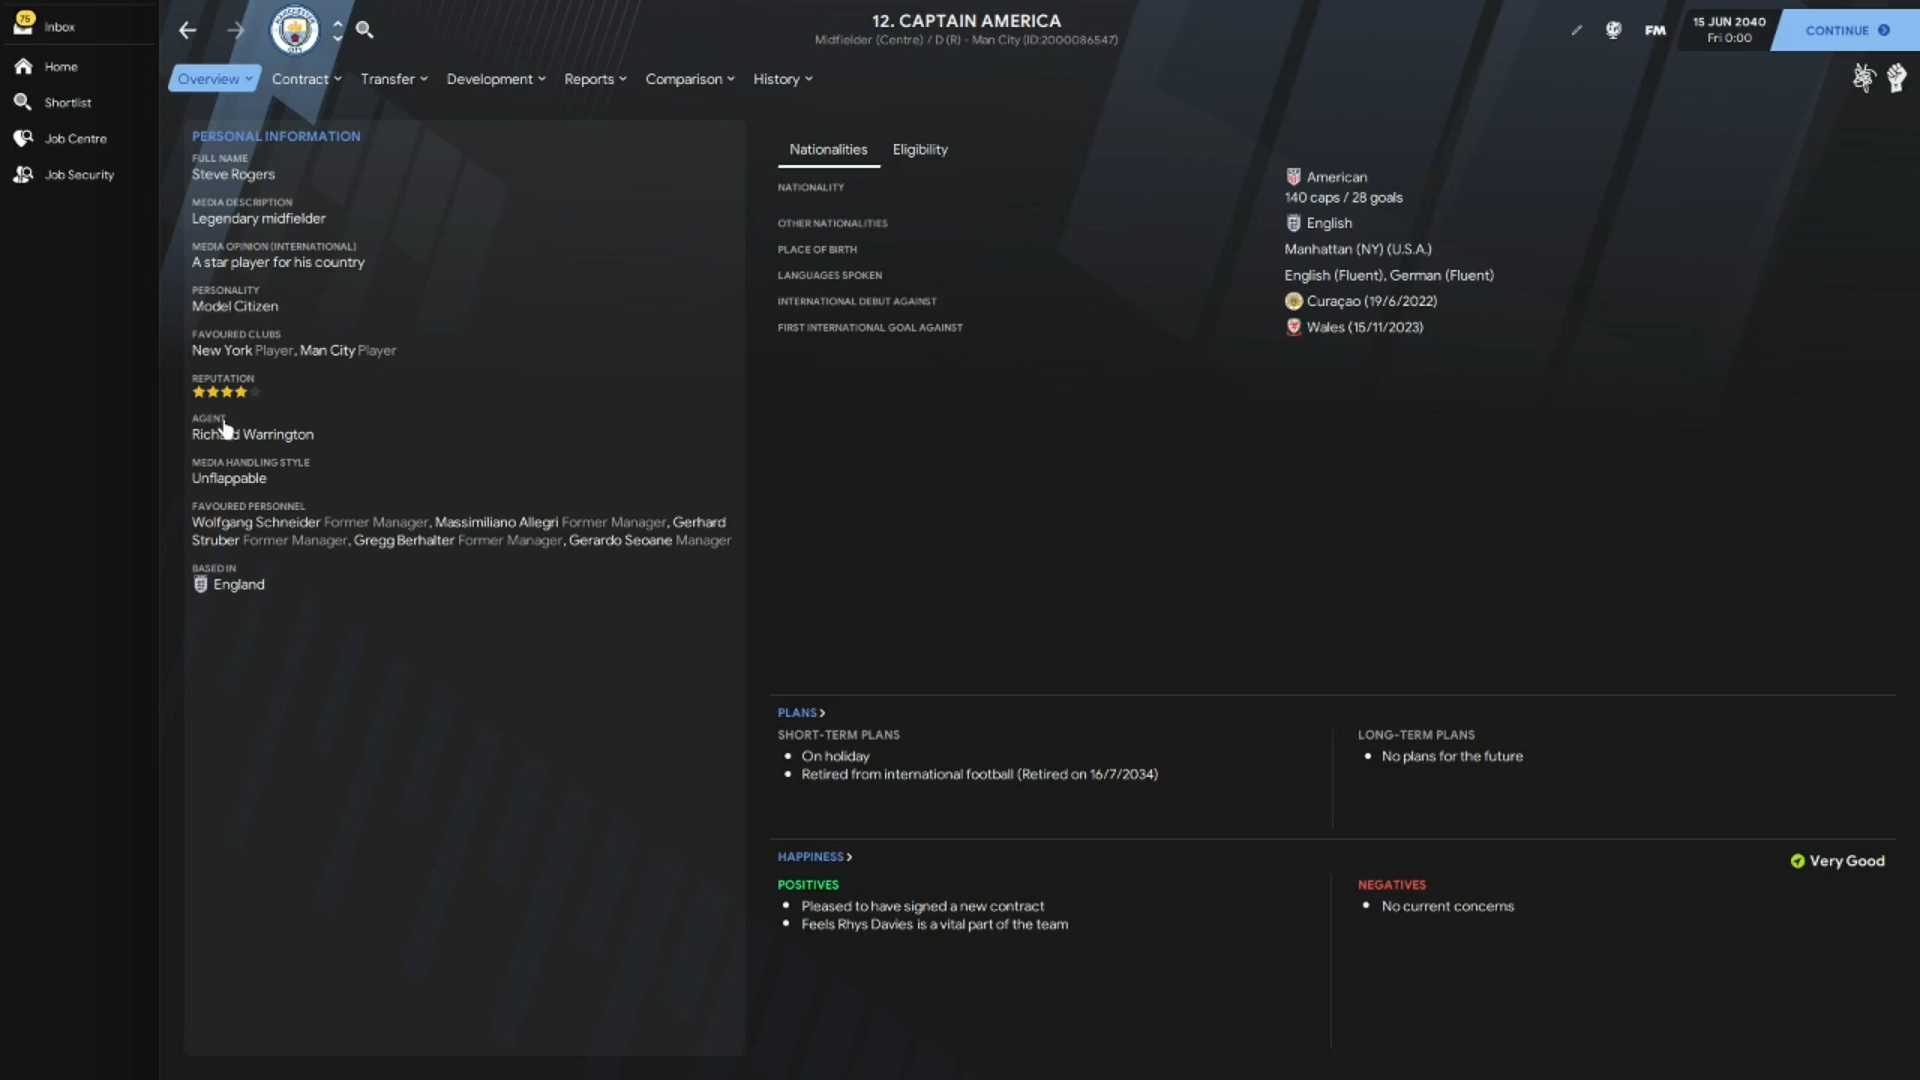 75
Inbox
Home
Shortlist
Job Centre
Job Security
12. CAPTAIN AMERICA
Midfielder (Centre) / D (R) - Man City (ID:2000086547)
FM
15 JUN 2040
Fri 0:00
CONTINUE
Overview
Contract
Transfer
Development
Reports
Comparison
History
PERSONAL INFORMATION
FULL NAME
Steve Rogers
MEDIA DESCRIPTION
Legendary midfielder
MEDIA OPINION (INTERNATIONAL)
A star player for his country
PERSONALITY
Model Citizen
FAVOURED CLUBS
New York Player, Man City Player
REPUTATION
AGENT
Richard Warrington
MEDIA HANDLING STYLE
Unflappable
FAVOURED PERSONNEL
Wolfgang Schneider Former Manager, Massimiliano Allegri Former Manager, Gerhard
Struber Former Manager, Gregg Berhalter Former Manager, Gerardo Seoane Manager
BASED IN
England
Nationalities
Eligibility
NATIONALITY
American
140 caps / 28 goals
OTHER NATIONALITIES
English
PLACE OF BIRTH
Manhattan (NY) (U.S.A.)
LANGUAGES SPOKEN
English (Fluent), German (Fluent)
INTERNATIONAL DEBUT AGAINST
Curaçao (19/6/2022)
FIRST INTERNATIONAL GOAL AGAINST
Wales (15/11/2023)
PLANS
SHORT-TERM PLANS
• On holiday
• Retired from international football (Retired on 16/7/2034)
LONG-TERM PLANS
• No plans for the future
HAPPINESS
Very Good
POSITIVES
• Pleased to have signed a new contract
• Feels Rhys Davies is a vital part of the team
NEGATIVES
• No current concerns